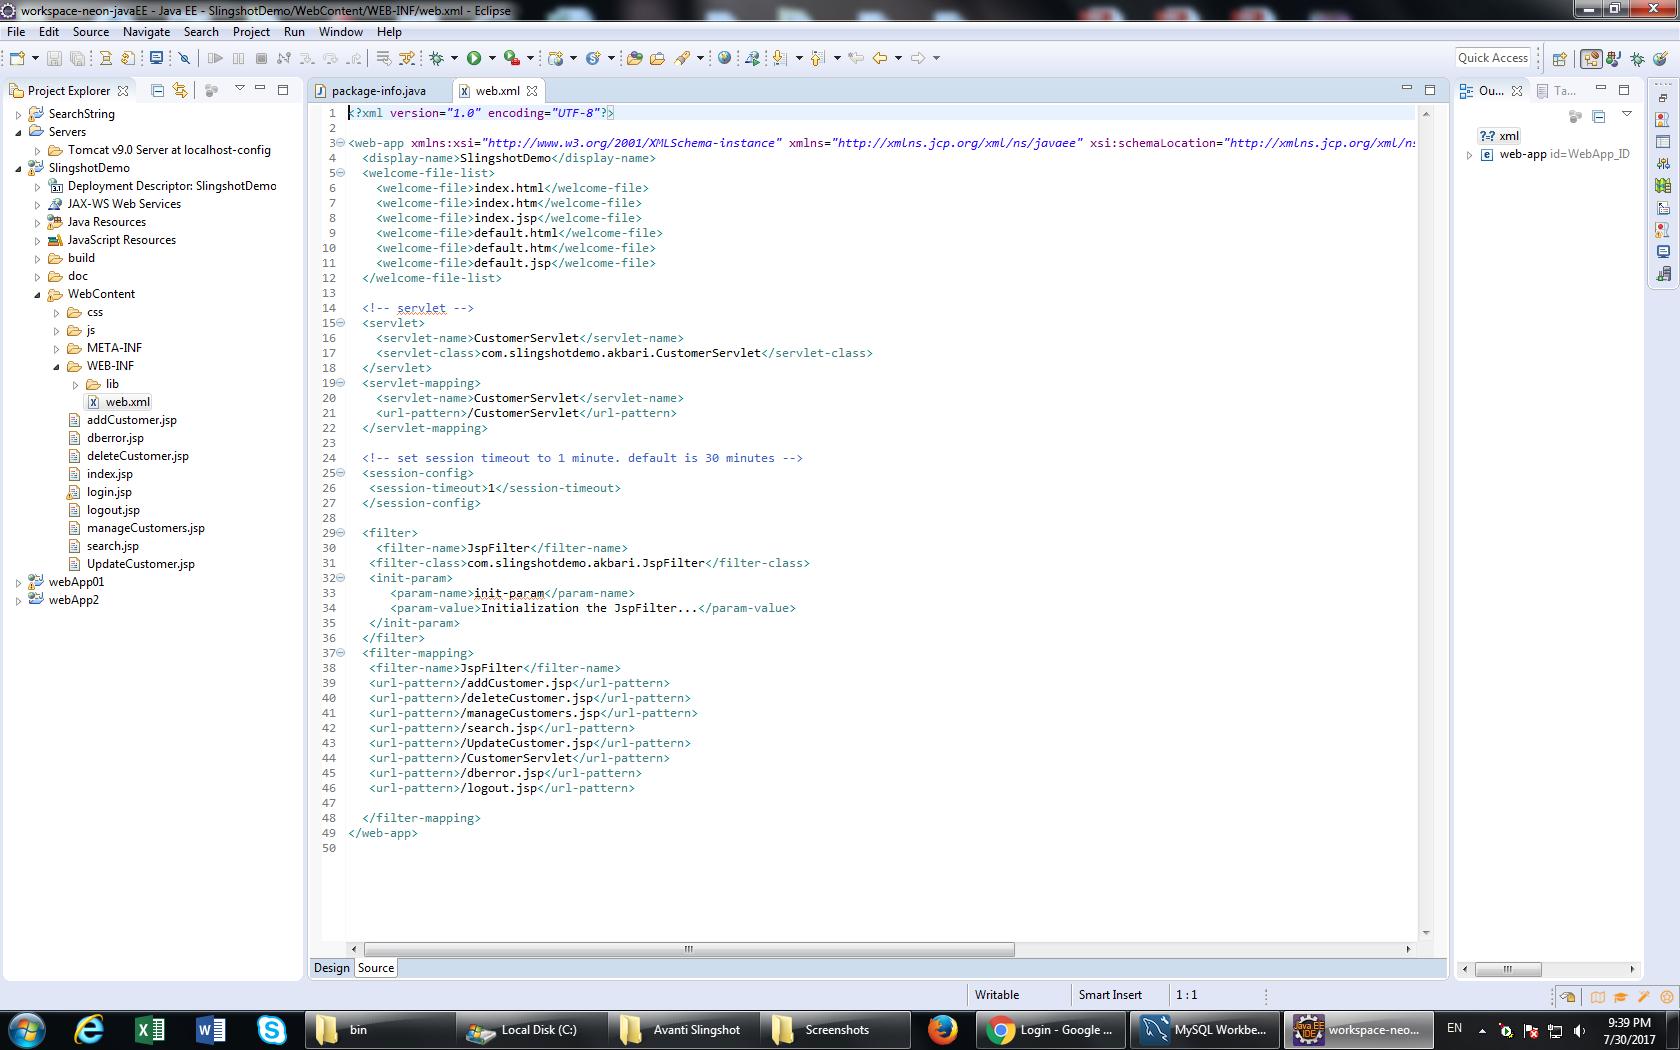 workspace-neon-javaEE - Java EE - SlingshotDemo/WebContent/WEB-INF/web.xml - Eclipse
File Edit Source Navigate Search Project Run Window Help
Quick Access
Project Explorer
SearchString
Servers
Tomcat v9.0 Server at localhost-config
SlingshotDemo
Deployment Descriptor: SlingshotDemo
JAX-WS Web Services
Java Resources
JavaScript Resources
build
doc
WebContent
css
js
META-INF
WEB-INF
lib
web.xml
addCustomer.jsp
dberror.jsp
deleteCustomer.jsp
index.jsp
login.jsp
logout.jsp
manageCustomers.jsp
search.jsp
UpdateCustomer.jsp
webApp01
webApp2
package-info.java web.xml
1 <?xml version="1.0" encoding="UTF-8"?>
2
3 <web-app xmlns:xsi="http://www.w3.org/2001/XMLSchema-instance" xmlns="http://xmlns.jcp.org/xml/ns/javaee" xsi:schemaLocation="http://xmlns.jcp.org/xml/ns
4 <display-name>SlingshotDemo</display-name>
5 <welcome-file-list>
6 <welcome-file>index.html</welcome-file>
7 <welcome-file>index.htm</welcome-file>
8 <welcome-file>index.jsp</welcome-file>
9 <welcome-file>default.html</welcome-file>
10 <welcome-file>default.htm</welcome-file>
11 <welcome-file>default.jsp</welcome-file>
12 </welcome-file-list>
13
14 <!-- servlet -->
15 <servlet>
16 <servlet-name>CustomerServlet</servlet-name>
17 <servlet-class>com.slingshotdemo.akbari.CustomerServlet</servlet-class>
18 </servlet>
19 <servlet-mapping>
20 <servlet-name>CustomerServlet</servlet-name>
21 <url-pattern>/CustomerServlet</url-pattern>
22 </servlet-mapping>
23
24 <!-- set session timeout to 1 minute. default is 30 minutes -->
25 <session-config>
26 <session-timeout>1</session-timeout>
27 </session-config>
28
29 <filter>
30 <filter-name>JspFilter</filter-name>
31 <filter-class>com.slingshotdemo.akbari.JspFilter</filter-class>
32 <init-param>
33 <param-name>init-param</param-name>
34 <param-value>Initialization the JspFilter...</param-value>
35 </init-param>
36 </filter>
37 <filter-mapping>
38 <filter-name>JspFilter</filter-name>
39 <url-pattern>/addCustomer.jsp</url-pattern>
40 <url-pattern>/deleteCustomer.jsp</url-pattern>
41 <url-pattern>/manageCustomers.jsp</url-pattern>
42 <url-pattern>/search.jsp</url-pattern>
43 <url-pattern>/UpdateCustomer.jsp</url-pattern>
44 <url-pattern>/CustomerServlet</url-pattern>
45 <url-pattern>/dberror.jsp</url-pattern>
46 <url-pattern>/logout.jsp</url-pattern>
47
48 </filter-mapping>
49 </web-app>
50
Design Source
Ou... Ta...
?=? xml
e web-app id=WebApp_ID
Writable Smart Insert 1 : 1
bin Local Disk (C:) Avanti Slingshot Screenshots Login - Google ... MySQL Workbe... Java EE IDE workspace-neo... EN 9:39 PM
7/30/2017